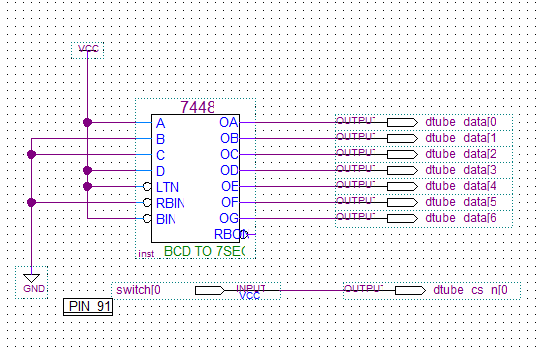 VCC
7448
A OA OUTPUT dtube_data[0
B OB OUTPUT dtube_data[1
C OC OUTPUT dtube_data[2
D OD OUTPUT dtube_data[3
LTN OE OUTPUT dtube_data[4
RBIN OF OUTPUT dtube_data[5
BIN OG OUTPUT dtube_data[6
RBO
inst BCD TO 7SEG
GND
switch[0 INPUT OUTPUT dtube_cs_n[0
VCC
PIN_91